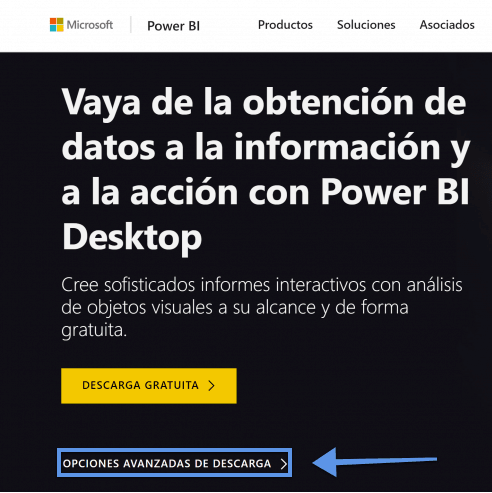 Microsoft Power BI Productos Soluciones Asociados
Vaya de la obtención de
datos a la información y
a la acción con Power BI
Desktop
Cree sofisticados informes interactivos con análisis
de objetos visuales a su alcance y de forma
gratuita.
DESCARGA GRATUITA
OPCIONES AVANZADAS DE DESCARGA